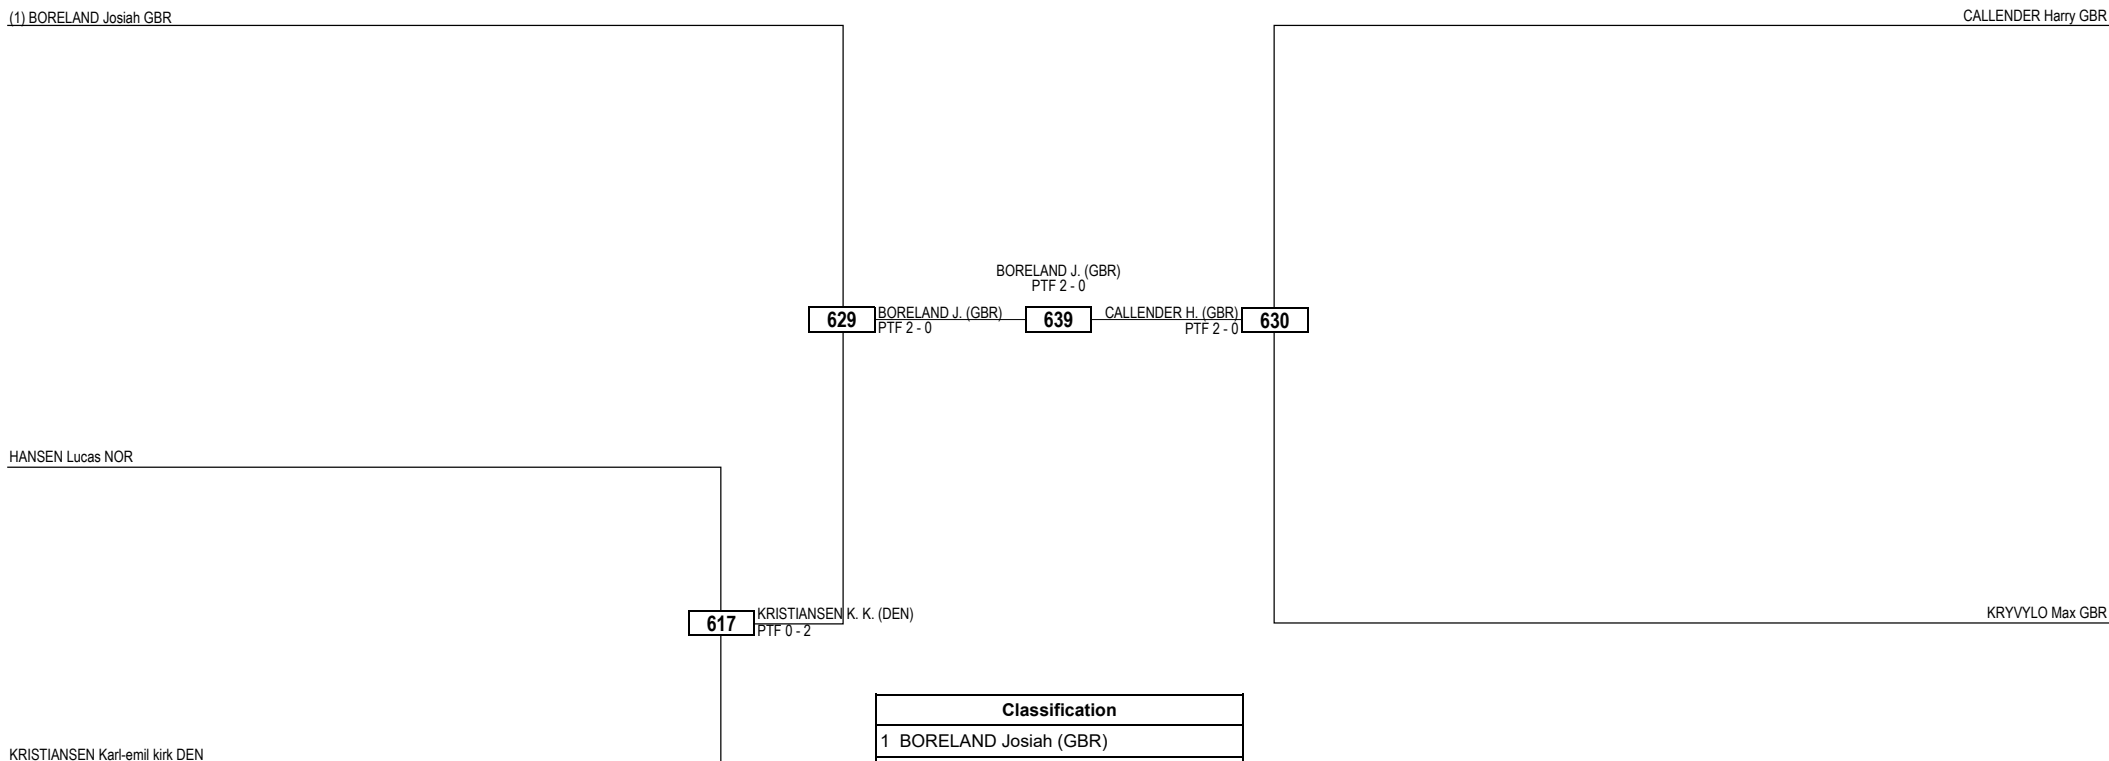 (1) BORELAND Josiah GBR
CALLENDER Harry GBR
BORELAND J. (GBR)
PTF 2 - 0
629
BORELAND J. (GBR)
PTF 2 - 0
639
CALLENDER H. (GBR)
PTF 2 - 0
630
HANSEN Lucas NOR
617
KRISTIANSEN K. K. (DEN)
PTF 0 - 2
KRYVYLO Max GBR
Classification
1 BORELAND Josiah (GBR)
KRISTIANSEN Karl-emil kirk DEN